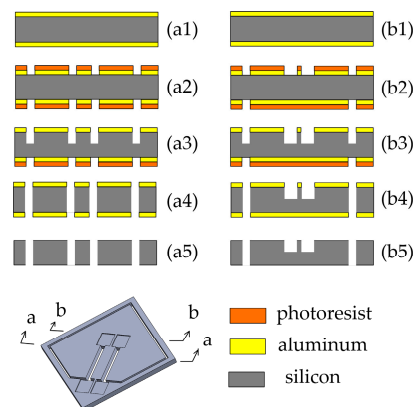 (a1) (b1)
(a2) (b2)
(a3) (b3)
(a4) (b4)
(a5) (b5)
a b b a
photoresist
aluminum
silicon